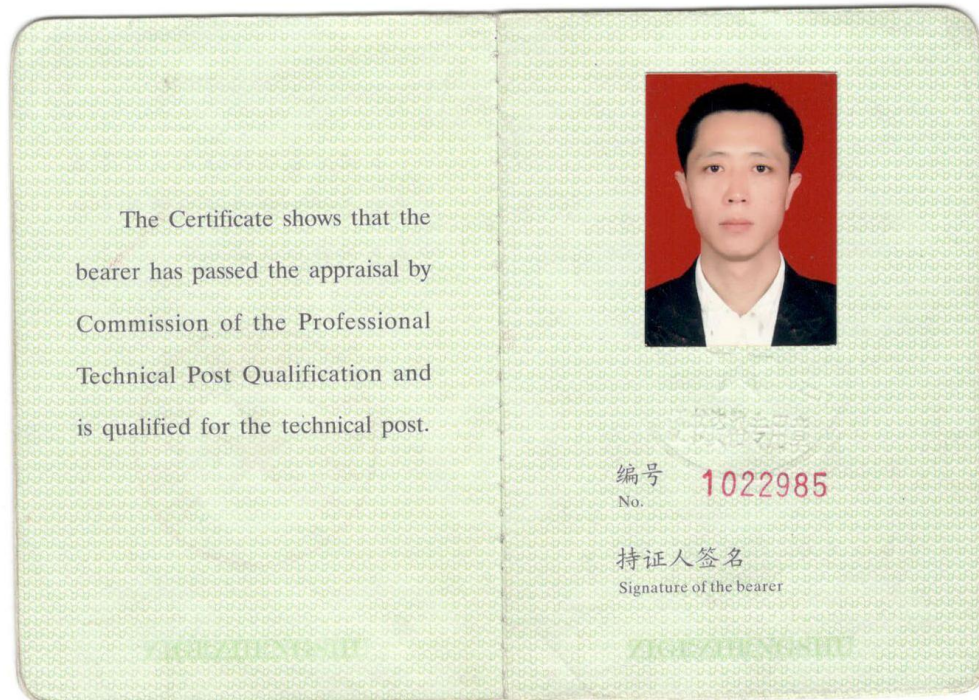 The Certificate shows that the
bearer has passed the appraisal by
Commission of the Professional
Technical Post Qualification and
is qualified for the technical post.
编号
No.
1022985
持证人签名
Signature of the bearer